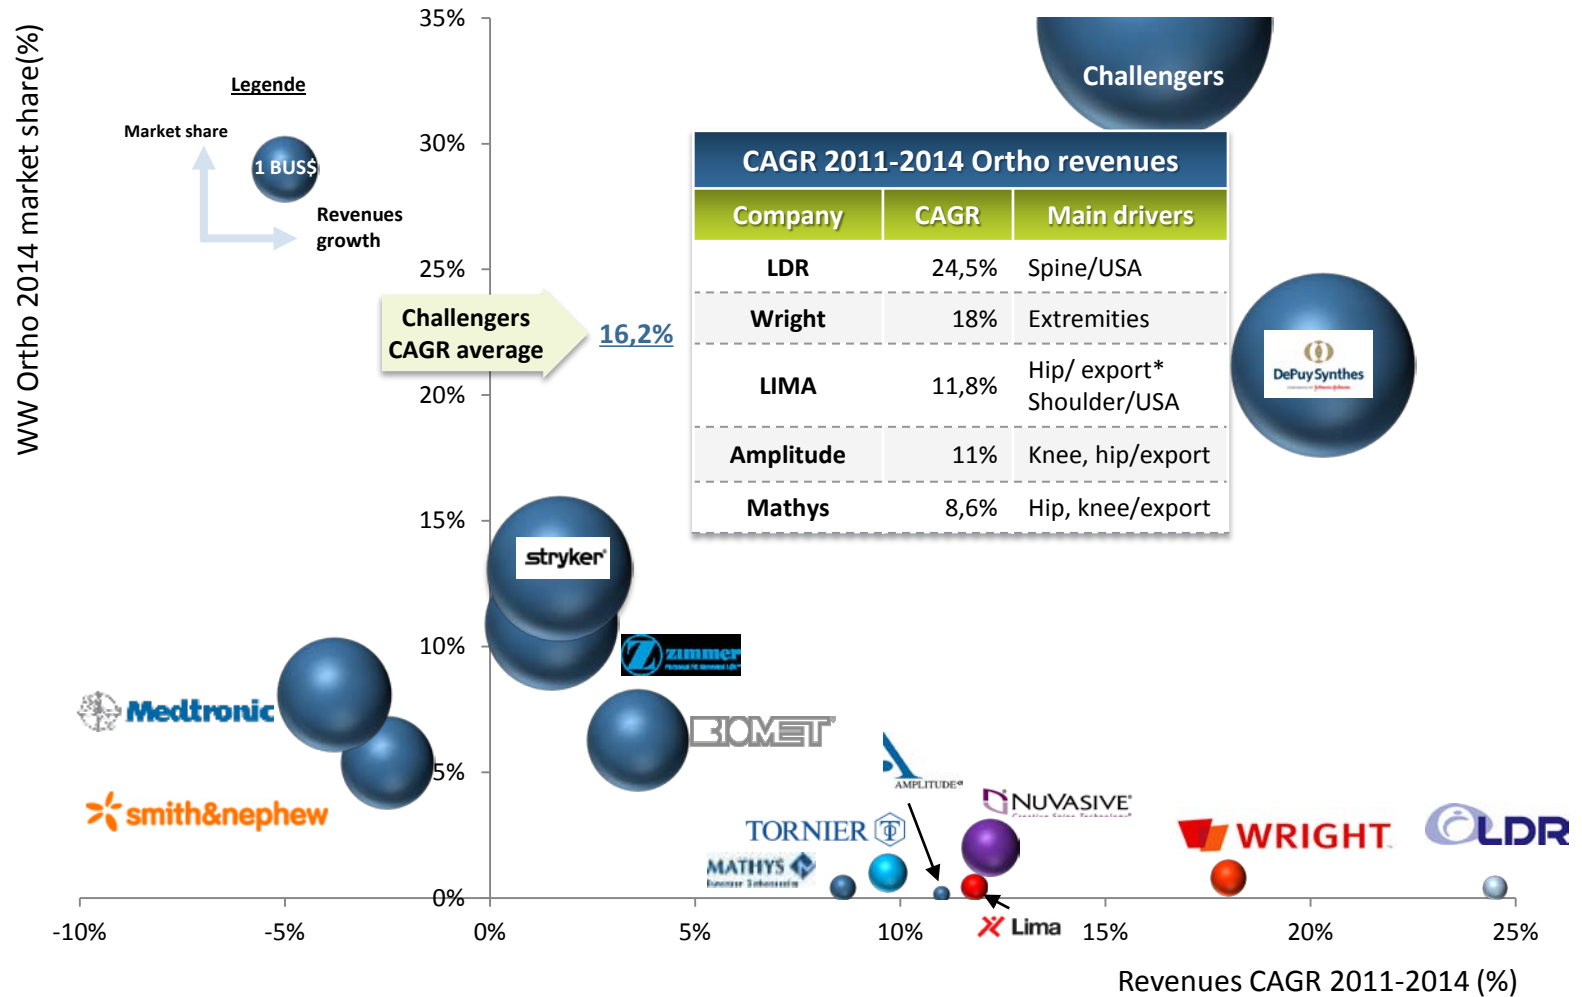 WW Ortho 2014 market share(%)
35%
30%
25%
20%
15%
10%
5%
0%
Legende
Market share
1 BUS$
Revenues
growth
Challengers
Challengers
CAGR average
16,2%
CAGR 2011-2014 Ortho revenues
Company CAGR Main drivers
LDR 24,5% Spine/USA
Wright 18% Extremities
LIMA 11,8% Hip/ export*
Shoulder/USA
Amplitude 11% Knee, hip/export
Mathys 8,6% Hip, knee/export
DePuySynthes
stryker
zimmer
BIOMET
Medtronic
smith&nephew
AMPLITUDE
NUVASIVE
Creative Spine Technology
TORNIER
MATHYS
WRIGHT
LDR
Lima
-10% -5% 0% 5% 10% 15% 20% 25%
Revenues CAGR 2011-2014 (%)